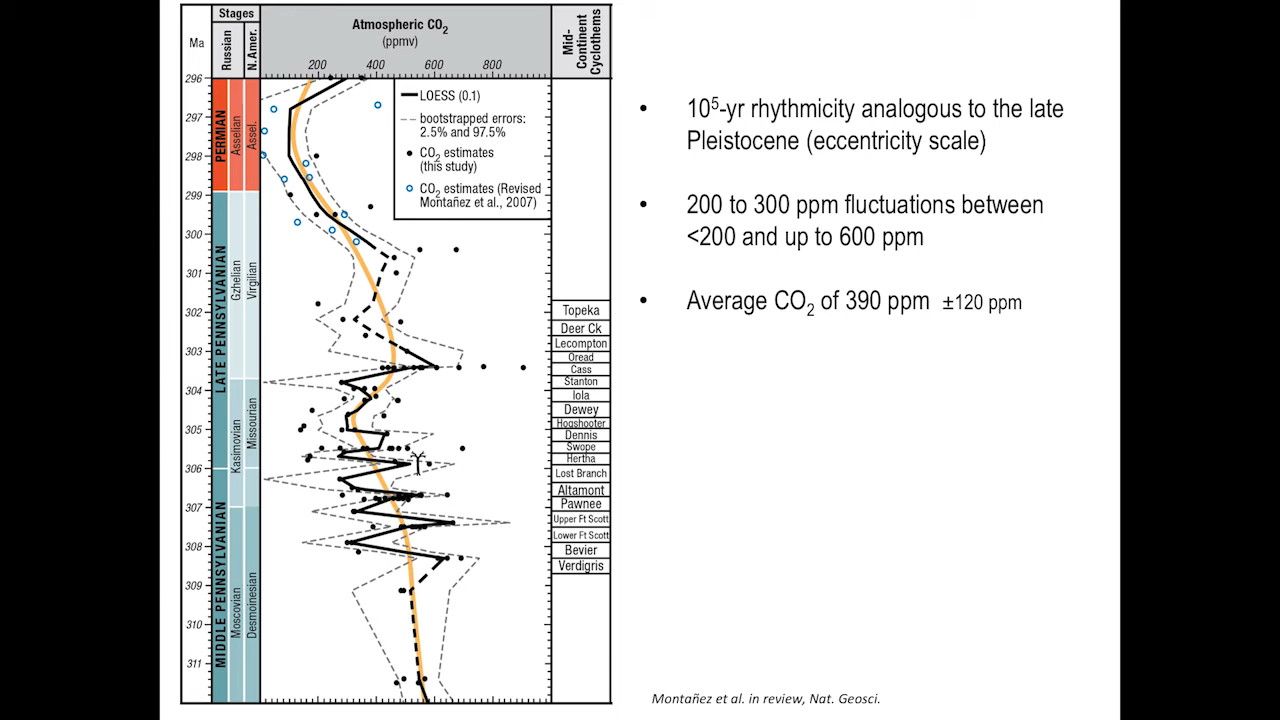 Stages
Ma
Russian
N. Amer.
Atmospheric CO2
(ppmv)
200 400 600 800
Mid-
Continent
Cyclothems
296
297
298
299
300
301
302
303
304
305
306
307
308
309
310
311
PERMIAN
LATE PENNSYLVANIAN
MIDDLE PENNSYLVANIAN
Asselian
Gzhelian
Kasimovian
Moscovian
Assel.
Virgilian
Missourian
Desmoinesian
LOESS (0.1)
bootstrapped errors:
2.5% and 97.5%
CO2 estimates
(this study)
CO2 estimates (Revised
Montañez et al., 2007)
Topeka
Deer Ck
Lecompton
Oread
Cass
Stanton
Iola
Dewey
Hogshooter
Dennis
Swope
Hertha
Lost Branch
Altamont
Pawnee
Upper Ft Scott
Lower Ft Scott
Bevier
Verdigris
• 10⁵-yr rhythmicity analogous to the late
Pleistocene (eccentricity scale)
• 200 to 300 ppm fluctuations between
<200 and up to 600 ppm
• Average CO2 of 390 ppm ±120 ppm
Montañez et al. in review, Nat. Geosci.